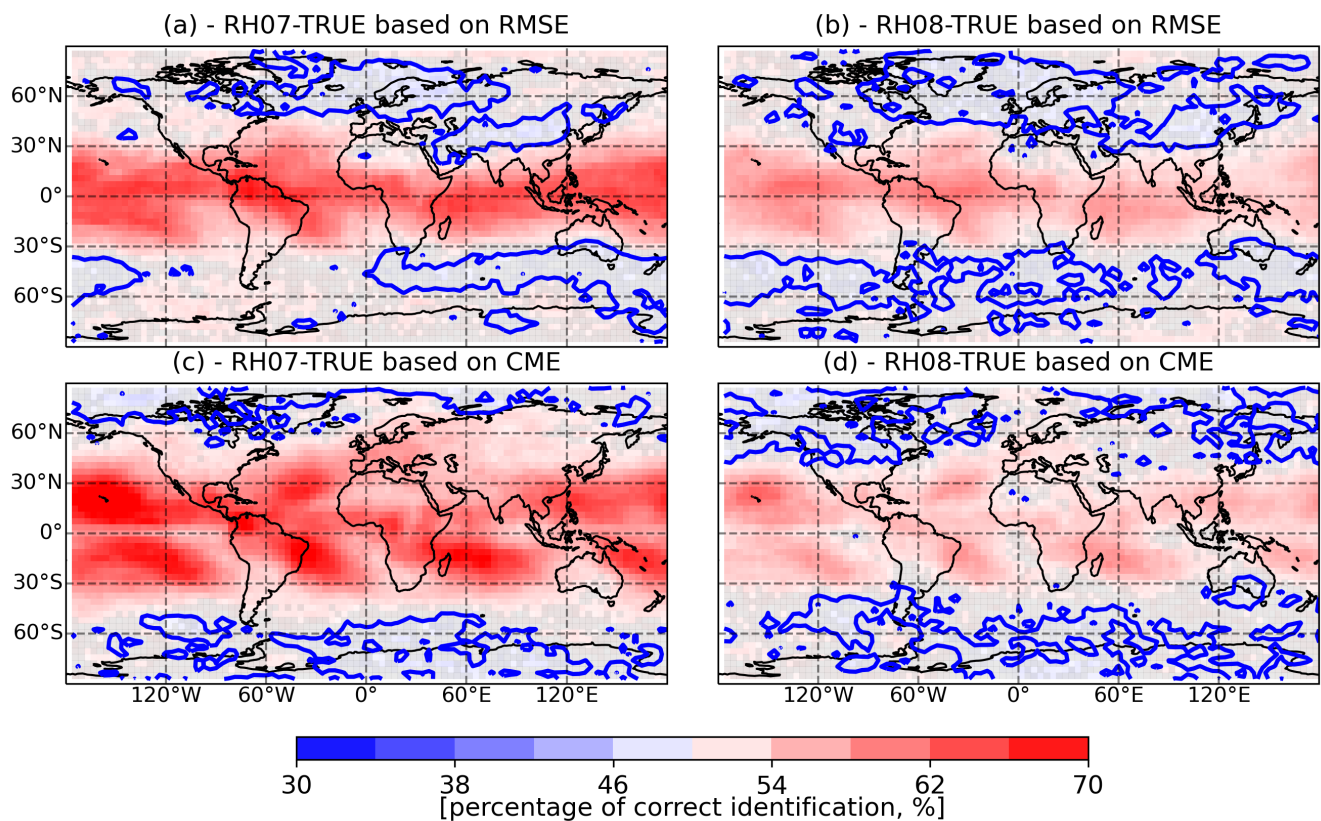 (a) - RH07-TRUE based on RMSE
(b) - RH08-TRUE based on RMSE
60°N
30°N
0°
30°S
60°S
(c) - RH07-TRUE based on CME
(d) - RH08-TRUE based on CME
60°N
30°N
0°
30°S
60°S
120°W 60°W 0° 60°E 120°E
120°W 60°W 0° 60°E 120°E
30 38 46 54 62 70
[percentage of correct identification, %]